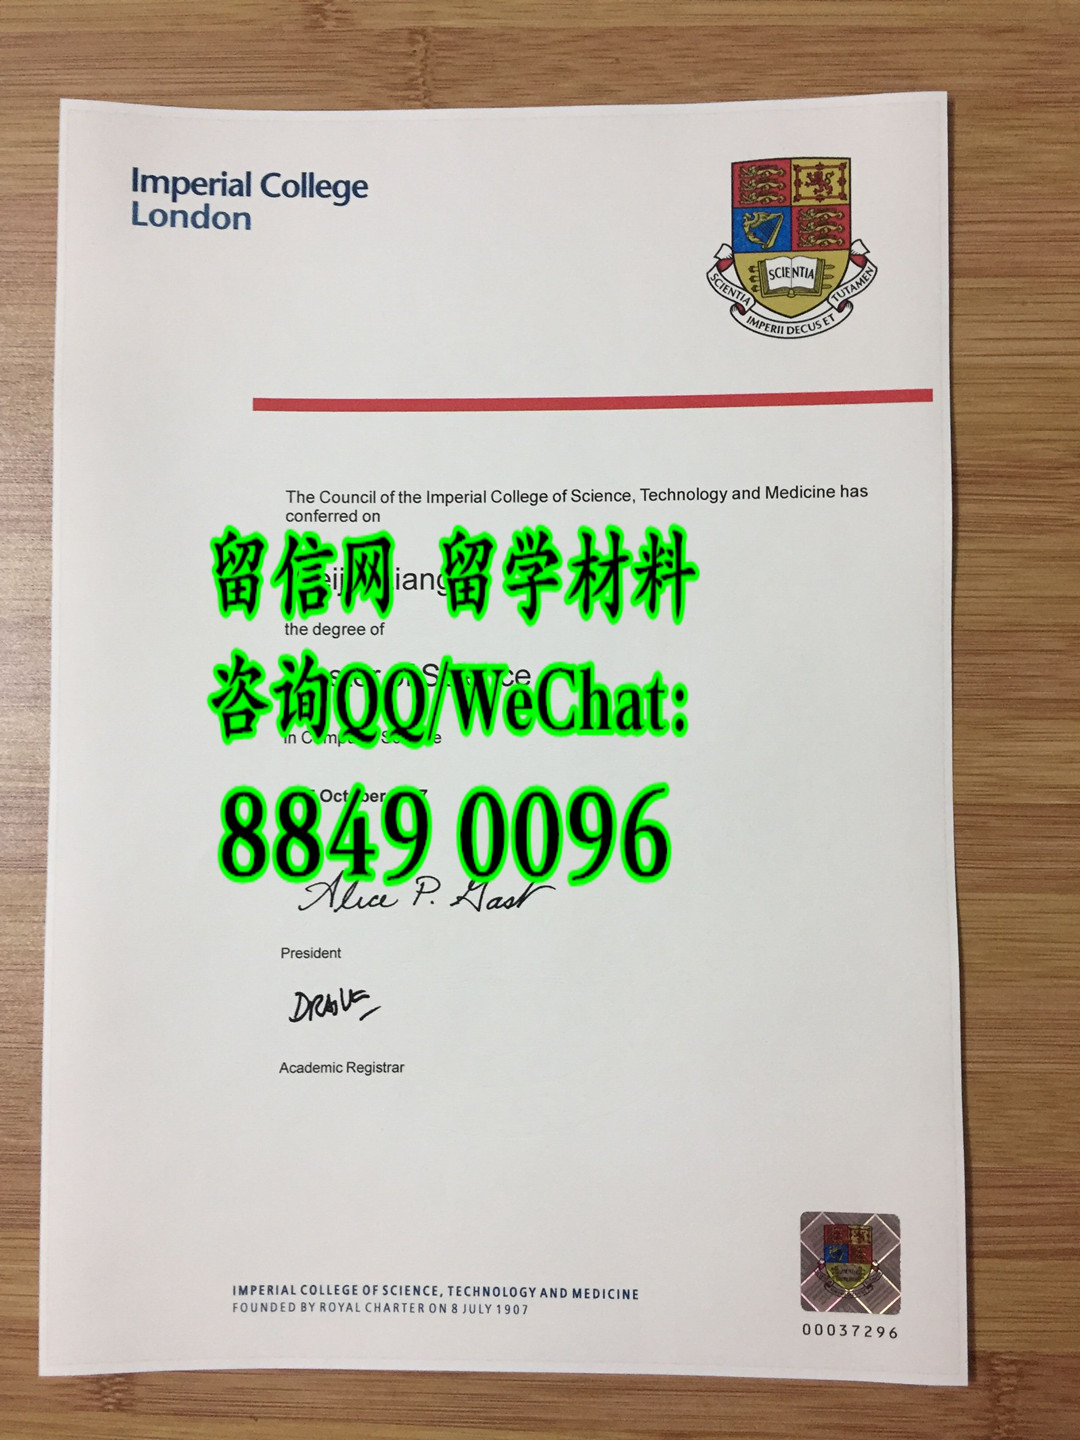 Imperial College
London
SCIENTIA
SCIENTIA
IMPERII DECUS ET
TUTAMEN
The Council of the Imperial College of Science, Technology and Medicine has
conferred on
留信网 留学材料
the degree of
咨询QQ/WeChat:
October
8849 0096
Alice P. Gast
President
Academic Registrar
IMPERIAL COLLEGE OF SCIENCE, TECHNOLOGY AND MEDICINE
FOUNDED BY ROYAL CHARTER ON 8 JULY 1907
00037296